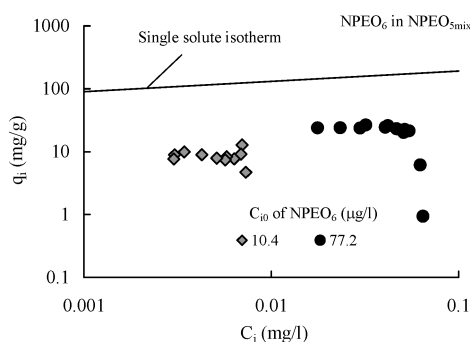 NPEO₆ in NPEO₅mix
Single solute isotherm
1000
100
10
1
0.1
qᵢ (mg/g)
Cᵢ₀ of NPEO₆ (µg/l)
10.4 77.2
0.001 0.01 0.1
Cᵢ (mg/l)